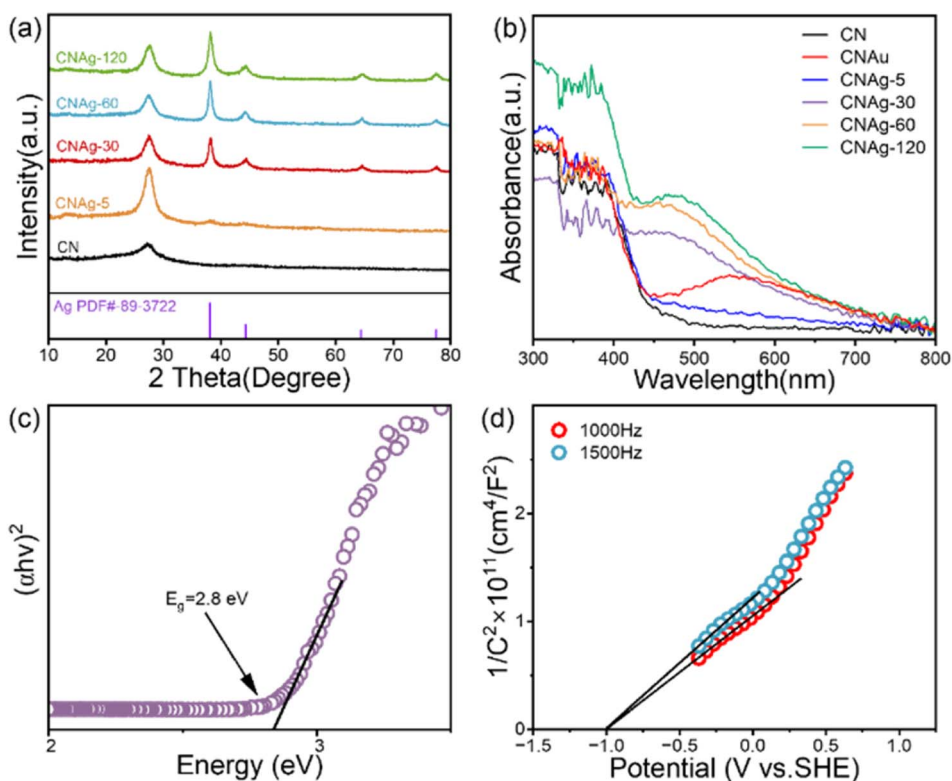 (a)
CNAg-120
CNAg-60
CNAg-30
CNAg-5
CN
Ag PDF#-89-3722
Intensity(a.u.)
10 20 30 40 50 60 70 80
2 Theta(Degree)
(b)
CN
CNAu
CNAg-5
CNAg-30
CNAg-60
CNAg-120
Absorbance(a.u.)
300 400 500 600 700 800
Wavelength(nm)
(c)
(αhv)²
E_g=2.8 eV
2 3
Energy (eV)
(d)
1000Hz
1500Hz
1/C²×10¹¹(cm⁴/F²)
2
1
0
−1.5 −1.0 −0.5 0.0 0.5 1.0
Potential (V vs.SHE)